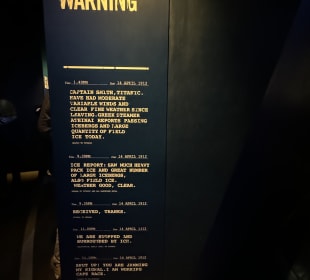 WARNING
1.40PM 14 APRIL 1912
CAPTAIN SMITH, TITANIC.
HAVE HAD MODERATE
VARIABLE WINDS AND
CLEAR FINE WEATHER SINCE
LEAVING. GREEK STEAMER
ATHINAI REPORTS PASSING
ICEBERGS AND LARGE
QUANTITY OF FIELD
ICE TODAY.
14 APRIL 1912
ICE REPORT: SAW MUCH HEAVY
PACK ICE AND GREAT NUMBER
OF LARGE ICEBERGS,
ALSO FIELD ICE.
WEATHER GOOD, CLEAR.
14 APRIL 1912
RECEIVED, THANKS.
14 APRIL 1912
WE ARE STOPPED AND
SURROUNDED BY ICE.
14 APRIL 1912
SHUT UP! YOU ARE JAMMING
MY SIGNAL! I AM WORKING
CAPE RACE.